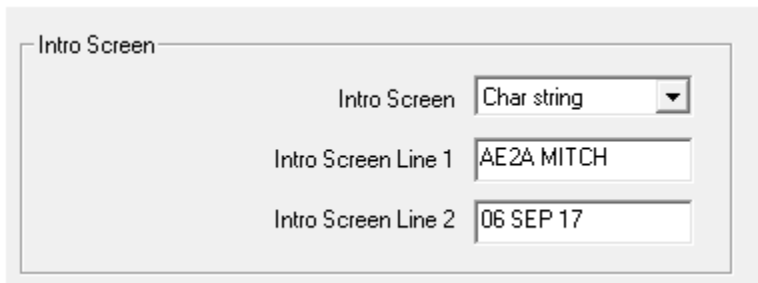 Intro Screen
Intro Screen Char string
Intro Screen Line 1 AE2A MITCH
Intro Screen Line 2 06 SEP 17